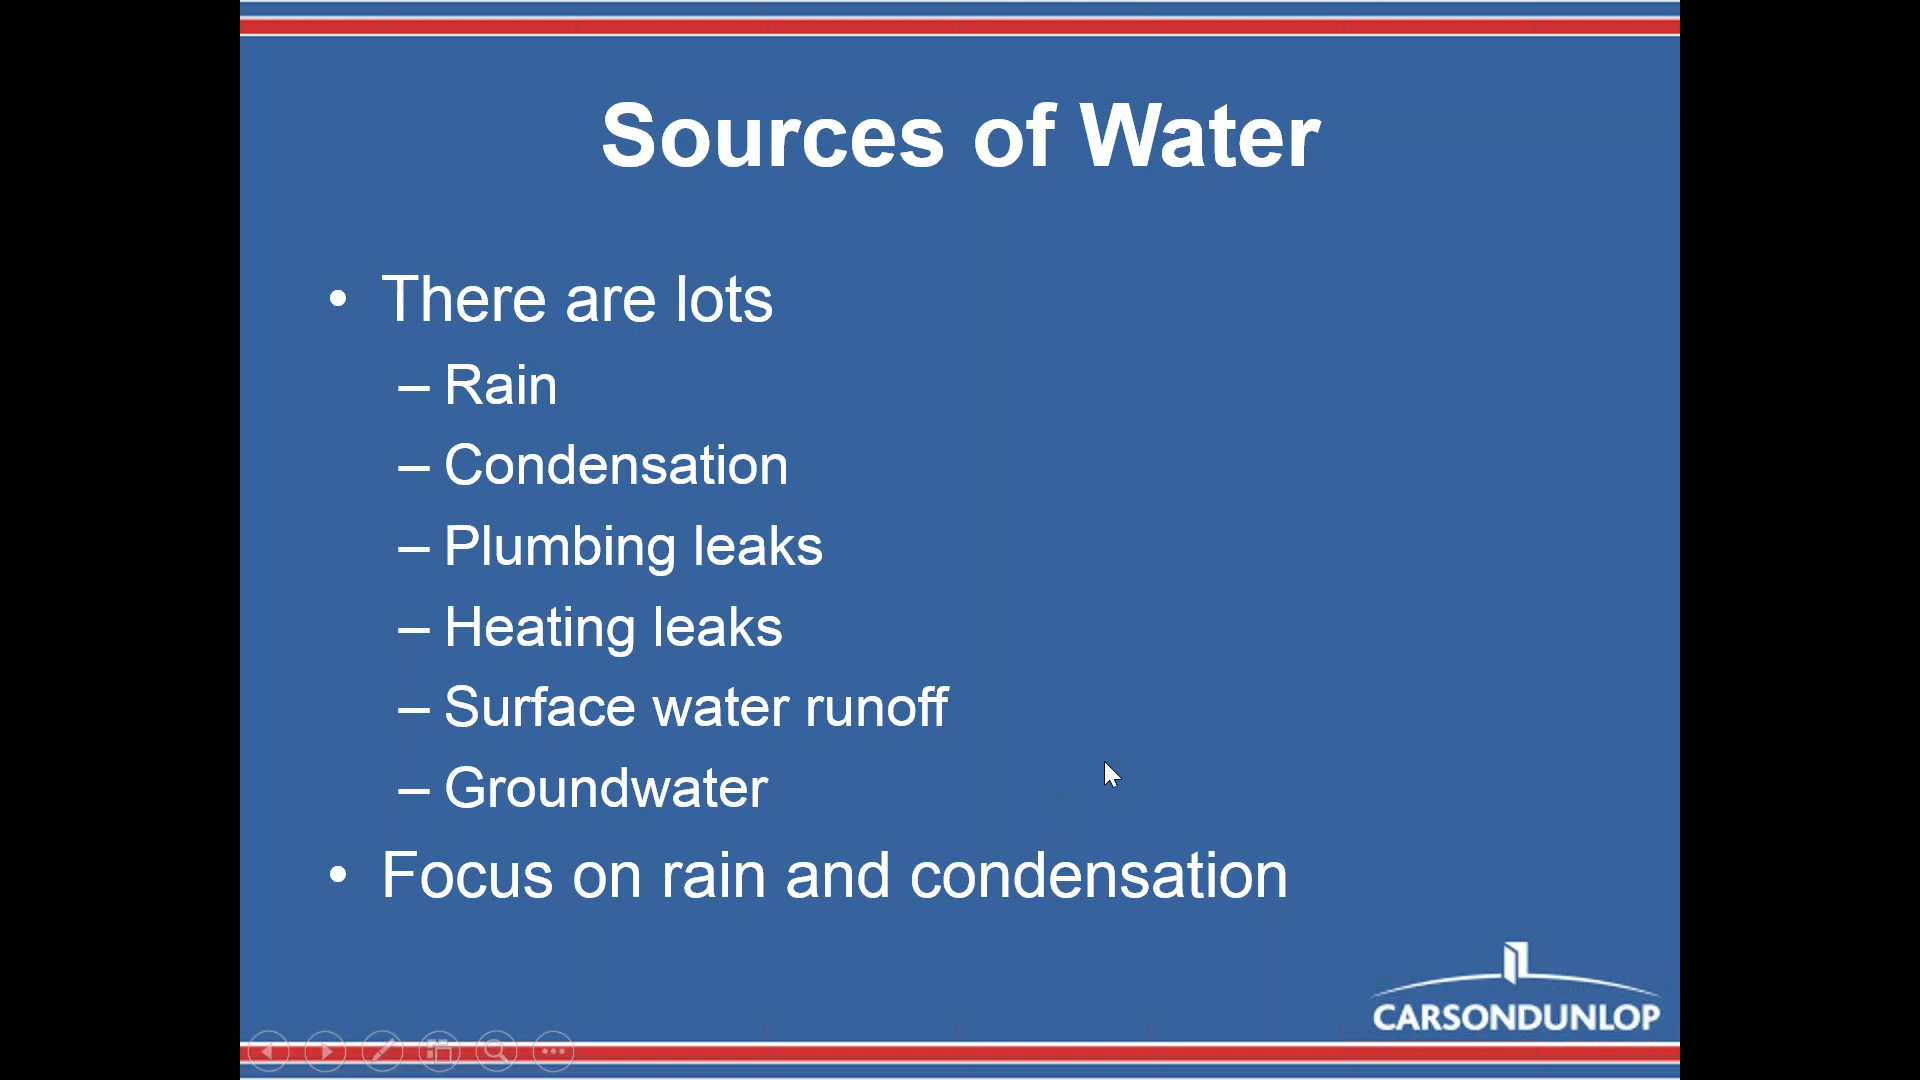 Sources of Water
• There are lots
– Rain
– Condensation
– Plumbing leaks
– Heating leaks
– Surface water runoff
– Groundwater
• Focus on rain and condensation
CARSONDUNLOP